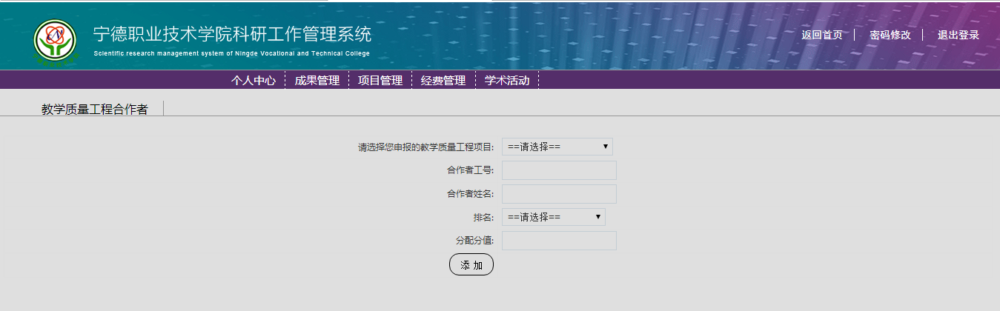 宁德职业技术学院科研工作管理系统
Scientific research management system of Ningde Vocational and Technical College
返回首页 密码修改 退出登录
个人中心 成果管理 项目管理 经费管理 学术活动
教学质量工程合作者
请选择您申报的教学质量工程项目: ==请选择==
合作者工号:
合作者姓名:
排名: ==请选择==
分配分值:
添 加